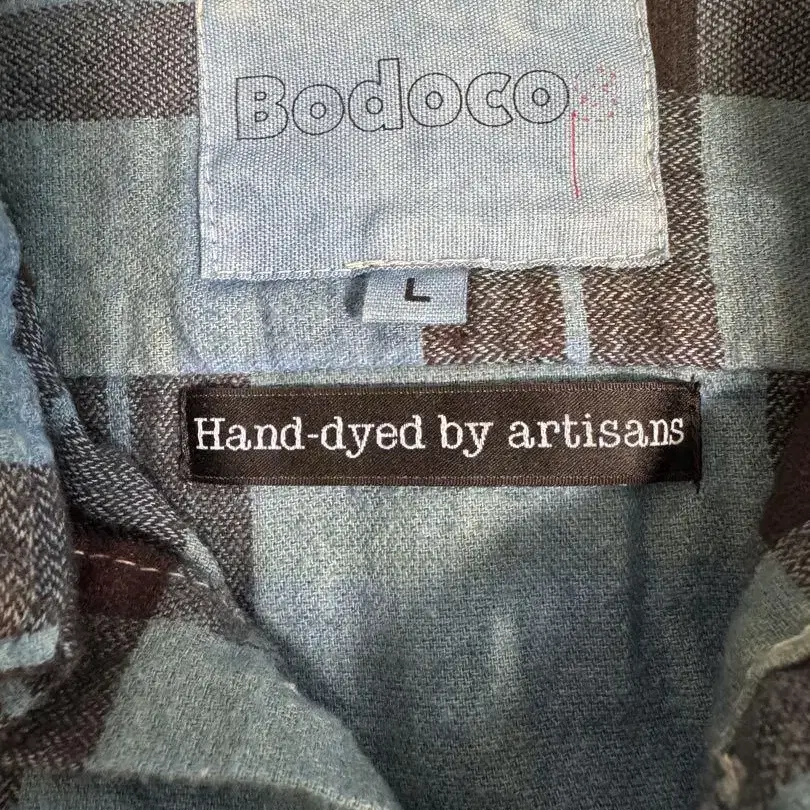 Bodoco
L
Hand-dyed by artisans